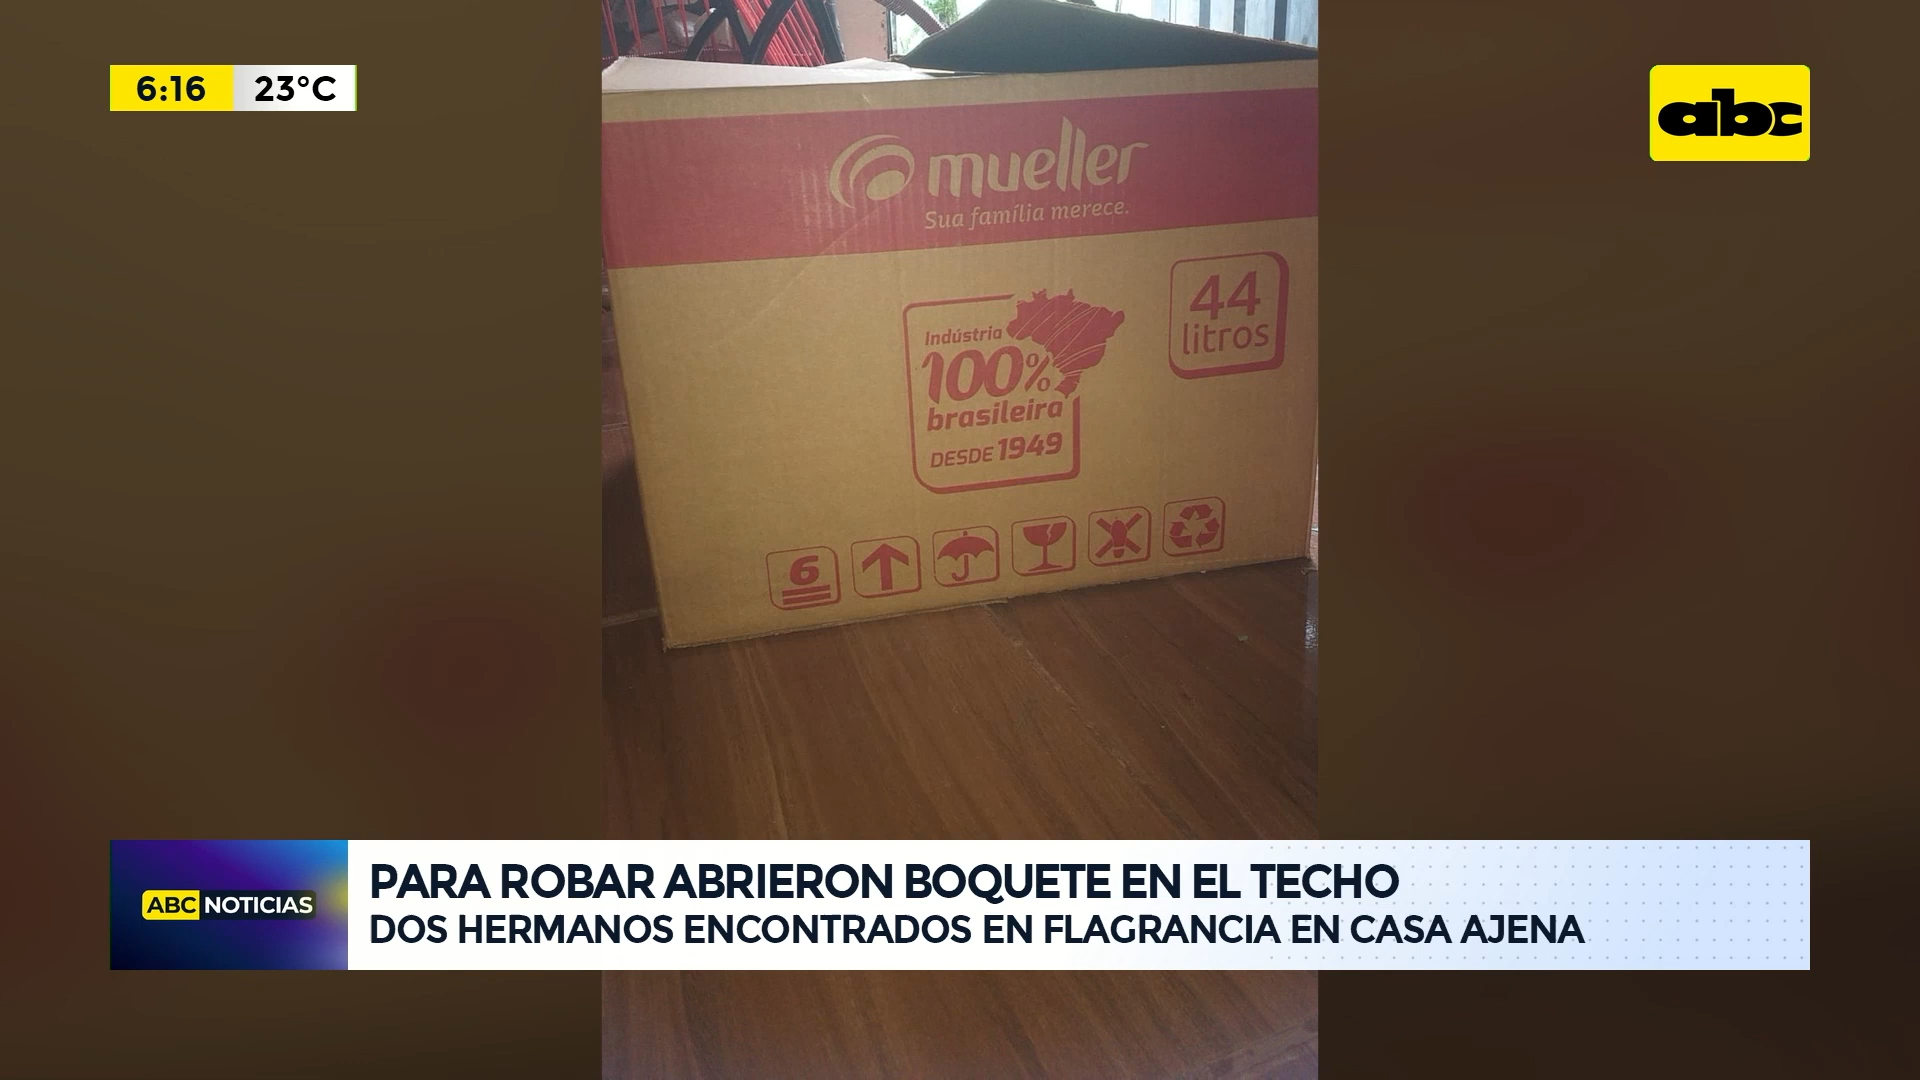 6:16 23°C
abc
mueller
Sua família merece.
44
litros
Indústria
100%
brasileira
DESDE 1949
6
ABC NOTICIAS
PARA ROBAR ABRIERON BOQUETE EN EL TECHO
DOS HERMANOS ENCONTRADOS EN FLAGRANCIA EN CASA AJENA